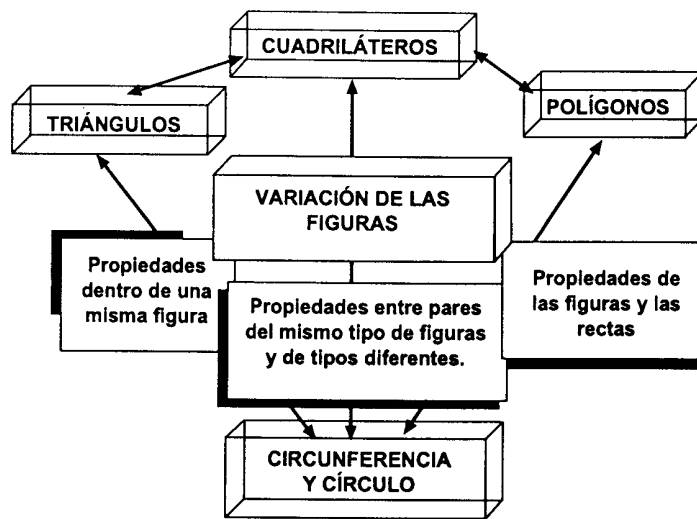 CUADRILÁTEROS
TRIÁNGULOS
POLÍGONOS
VARIACIÓN DE LAS
FIGURAS
Propiedades
dentro de una
misma figura
Propiedades entre pares
del mismo tipo de figuras
y de tipos diferentes.
Propiedades de
las figuras y las
rectas
CIRCUNFERENCIA
Y CÍRCULO